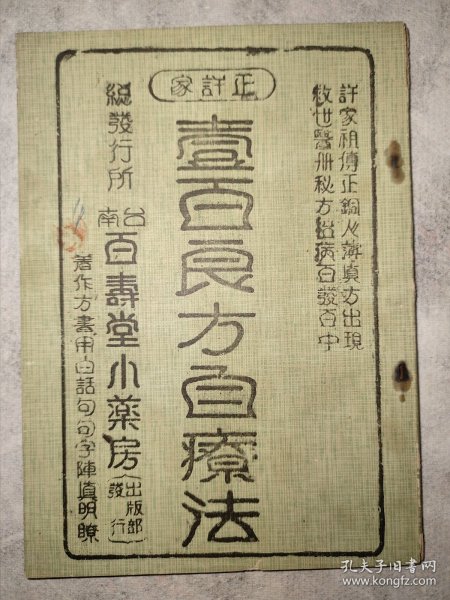 許家祖傳正銅人簿真方出現
救世醫冊秘方治病百發百中
正許家
壹百良方自療法
總發行所
台南
百壽堂小藥房
出版部
發行
著作方書用白話句句字陣真明瞭
孔夫子旧书网
www.kongfz.com